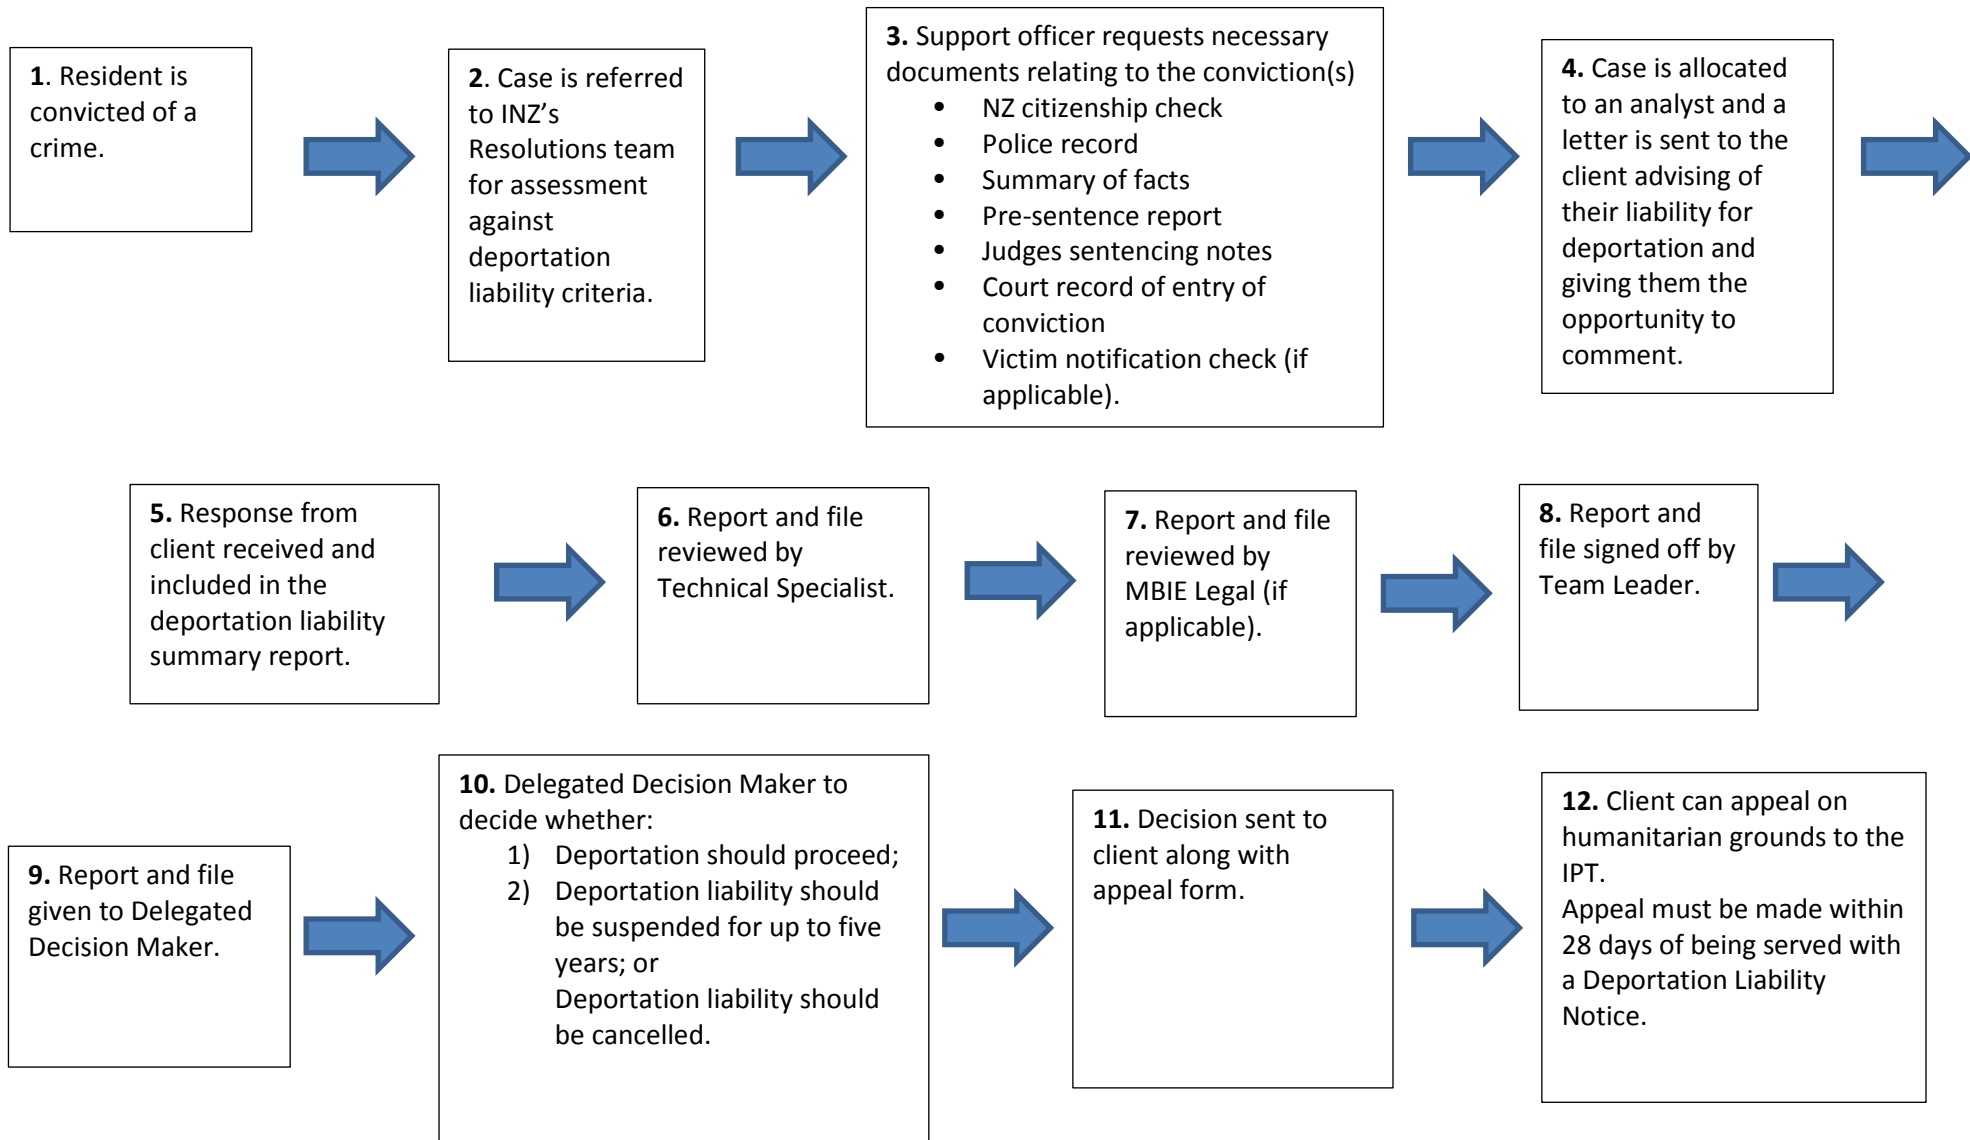 1. Resident is
convicted of a
crime.
2. Case is referred
to INZ’s
Resolutions team
for assessment
against
deportation
liability criteria.
3. Support officer requests necessary
documents relating to the conviction(s)
• NZ citizenship check
• Police record
• Summary of facts
• Pre-sentence report
• Judges sentencing notes
• Court record of entry of
conviction
• Victim notification check (if
applicable).
4. Case is allocated
to an analyst and a
letter is sent to the
client advising of
their liability for
deportation and
giving them the
opportunity to
comment.
5. Response from
client received and
included in the
deportation liability
summary report.
6. Report and file
reviewed by
Technical Specialist.
7. Report and file
reviewed by
MBIE Legal (if
applicable).
8. Report and
file signed off by
Team Leader.
9. Report and file
given to Delegated
Decision Maker.
10. Delegated Decision Maker to
decide whether:
1) Deportation should proceed;
2) Deportation liability should
be suspended for up to five
years; or
Deportation liability should
be cancelled.
11. Decision sent to
client along with
appeal form.
12. Client can appeal on
humanitarian grounds to the
IPT.
Appeal must be made within
28 days of being served with
a Deportation Liability
Notice.